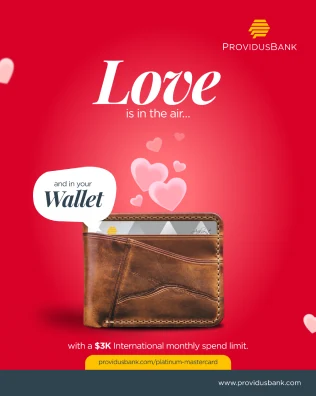 PROVIDUSBANK
Love
is in the air...
and in your
Wallet
with a $3K International monthly spend limit.
providusbank.com/platinum-mastercard
www.providusbank.com